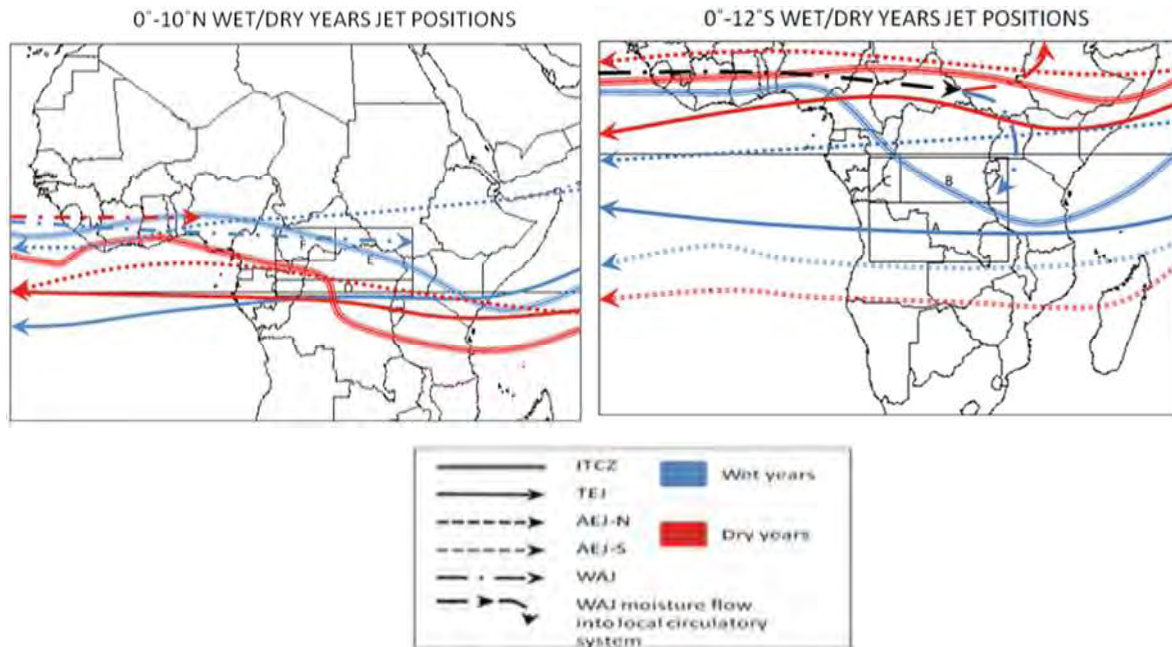 0°-10°N WET/DRY YEARS JET POSITIONS
0°-12°S WET/DRY YEARS JET POSITIONS
E
D
C
B
A
ITCZ
TEJ
AEJ-N
AEJ-S
WAJ
WAJ moisture flow
into local circulatory
system
Wet years
Dry years